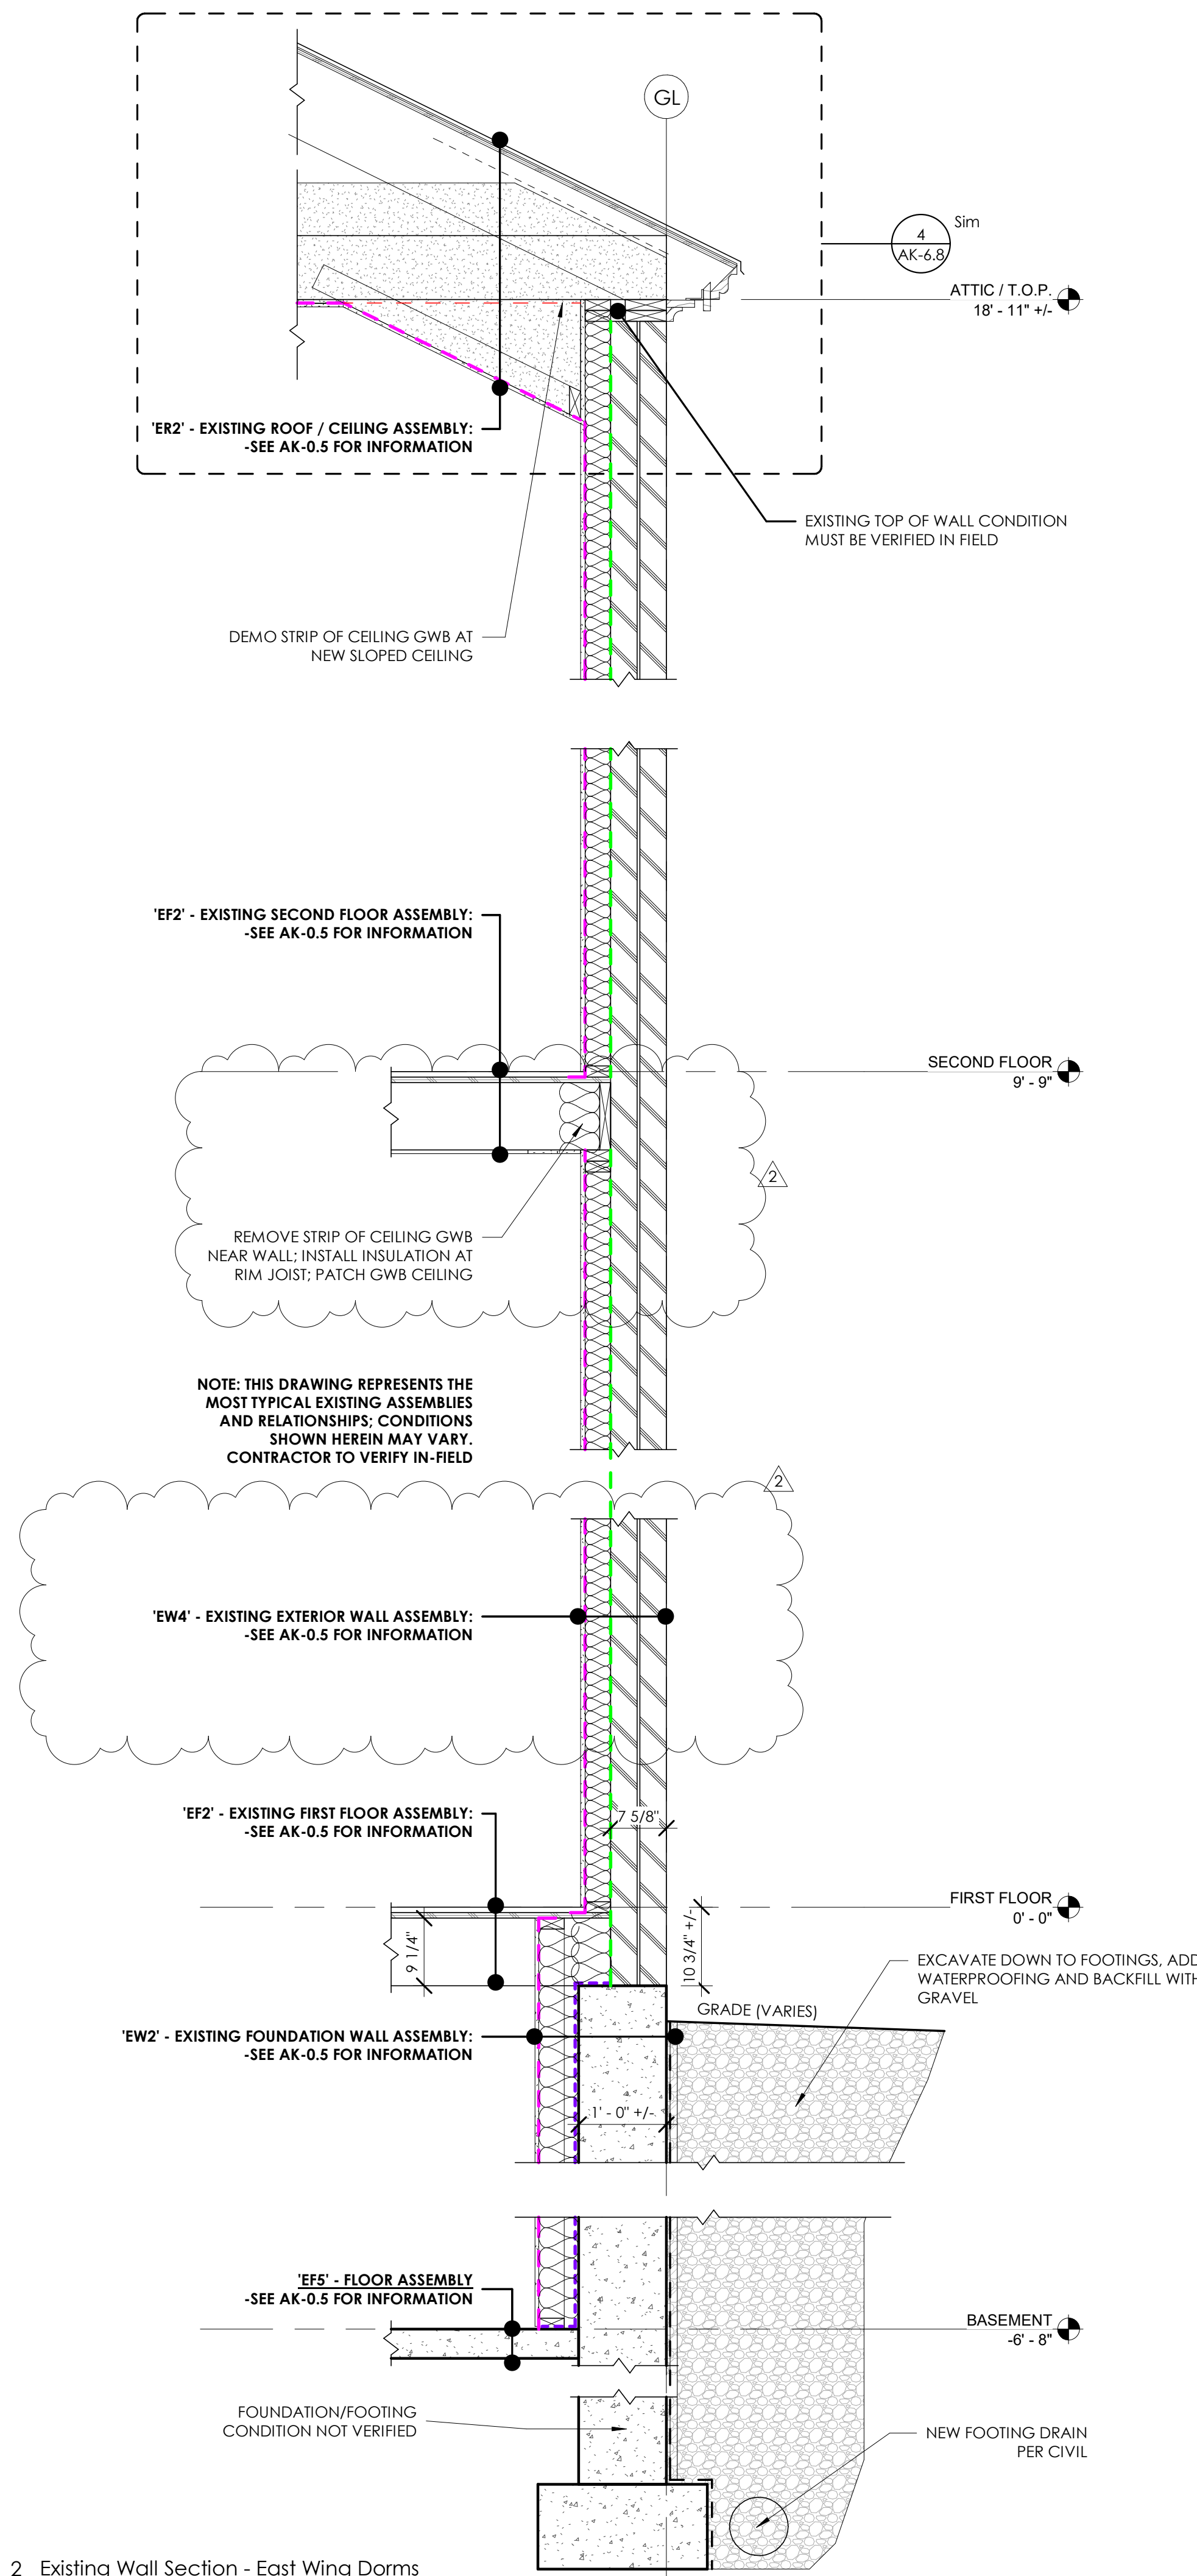 GL
4
AK-6.8
Sim
ATTIC / T.O.P.
18' - 11" +/-
'ER2' - EXISTING ROOF / CEILING ASSEMBLY:
-SEE AK-0.5 FOR INFORMATION
EXISTING TOP OF WALL CONDITION
MUST BE VERIFIED IN FIELD
DEMO STRIP OF CEILING GWB AT
NEW SLOPED CEILING
'EF2' - EXISTING SECOND FLOOR ASSEMBLY:
-SEE AK-0.5 FOR INFORMATION
SECOND FLOOR
9' - 9"
2
REMOVE STRIP OF CEILING GWB
NEAR WALL; INSTALL INSULATION AT
RIM JOIST; PATCH GWB CEILING
NOTE: THIS DRAWING REPRESENTS THE
MOST TYPICAL EXISTING ASSEMBLIES
AND RELATIONSHIPS; CONDITIONS
SHOWN HEREIN MAY VARY.
CONTRACTOR TO VERIFY IN-FIELD
2
'EW4' - EXISTING EXTERIOR WALL ASSEMBLY:
-SEE AK-0.5 FOR INFORMATION
'EF2' - EXISTING FIRST FLOOR ASSEMBLY:
-SEE AK-0.5 FOR INFORMATION
7 5/8"
FIRST FLOOR
0' - 0"
9 1/4"
10 3/4" +/-
EXCAVATE DOWN TO FOOTINGS, ADD
WATERPROOFING AND BACKFILL WITH
GRAVEL
GRADE (VARIES)
'EW2' - EXISTING FOUNDATION WALL ASSEMBLY:
-SEE AK-0.5 FOR INFORMATION
1' - 0" +/-
'EF5' - FLOOR ASSEMBLY
-SEE AK-0.5 FOR INFORMATION
BASEMENT
-6' - 8"
FOUNDATION/FOOTING
CONDITION NOT VERIFIED
NEW FOOTING DRAIN
PER CIVIL
2 Existing Wall Section - East Wing Dorms